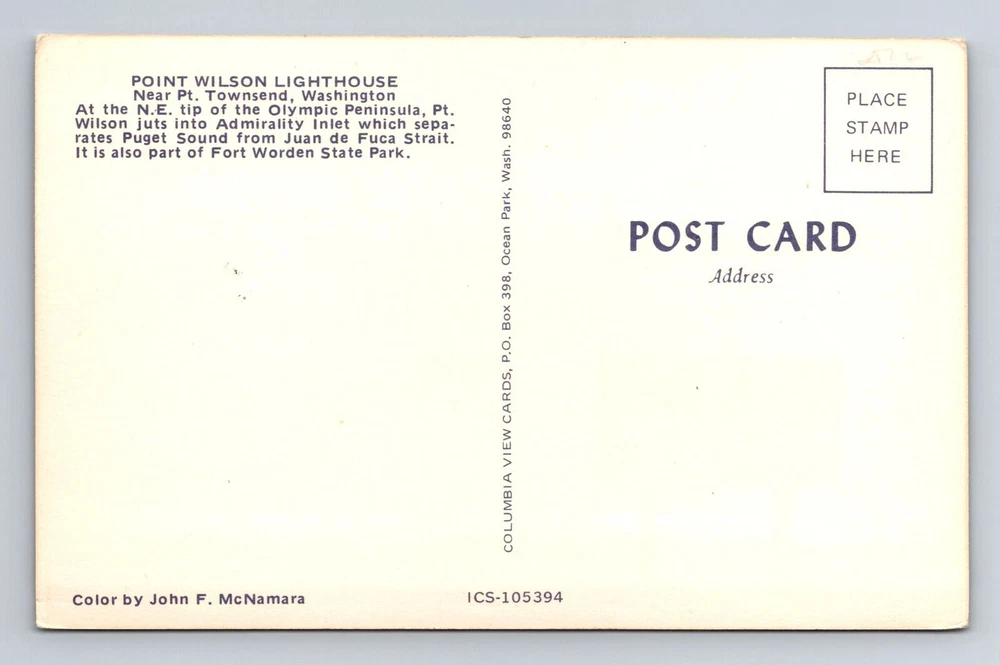 POINT WILSON LIGHTHOUSE
Near Pt. Townsend, Washington
At the N.E. tip of the Olympic Peninsula, Pt.
Wilson juts into Admirality Inlet which sepa-
rates Puget Sound from Juan de Fuca Strait.
It is also part of Fort Worden State Park.
Color by John F. McNamara
COLUMBIA VIEW CARDS, P.O. Box 398, Ocean Park, Wash. 98640
ICS-105394
PLACE
STAMP
HERE
POST CARD
Address